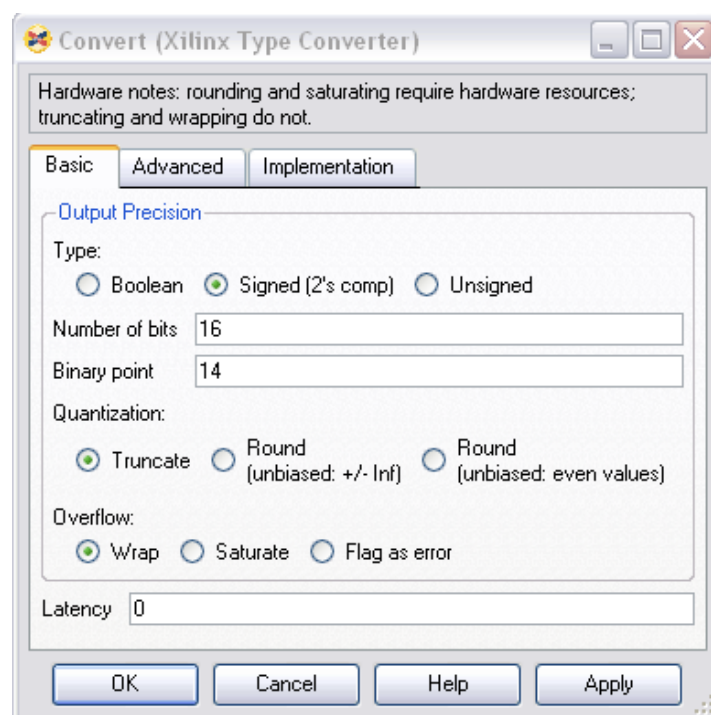 Convert (Xilinx Type Converter)
Hardware notes: rounding and saturating require hardware resources;
truncating and wrapping do not.
Basic Advanced Implementation
Output Precision
Type:
Boolean Signed (2's comp) Unsigned
Number of bits 16
Binary point 14
Quantization:
Truncate Round (unbiased: +/- Inf) Round (unbiased: even values)
Overflow:
Wrap Saturate Flag as error
Latency 0
OK Cancel Help Apply